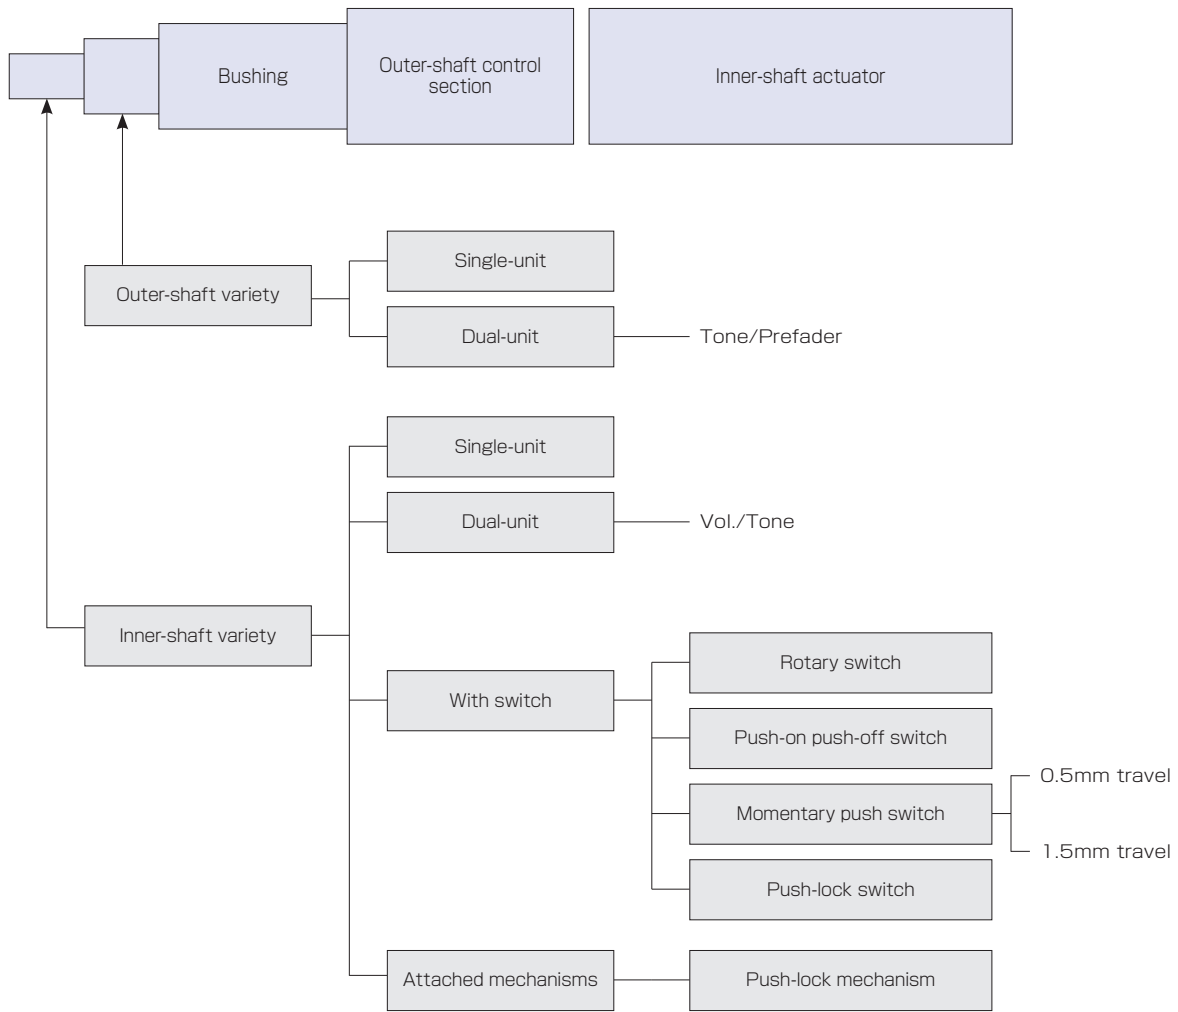 Bushing
Outer-shaft control
section
Inner-shaft actuator
Outer-shaft variety
Single-unit
Dual-unit
Tone/Prefader
Inner-shaft variety
Single-unit
Dual-unit
Vol./Tone
With switch
Rotary switch
Push-on push-off switch
Momentary push switch
0.5mm travel
1.5mm travel
Push-lock switch
Attached mechanisms
Push-lock mechanism